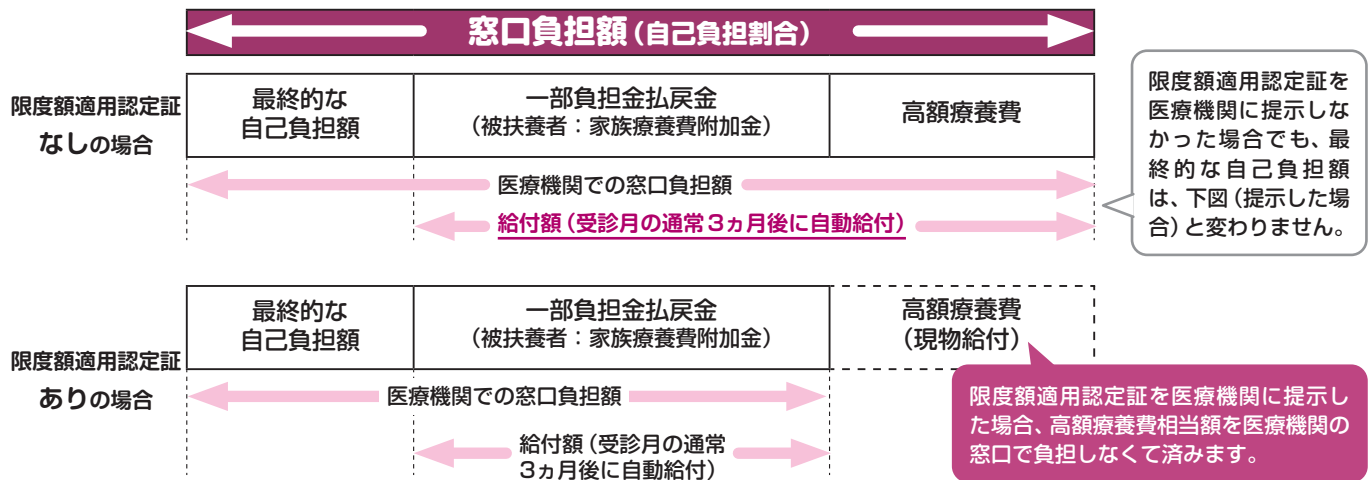 窓口負担額（自己負担割合）
限度額適用認定証
なしの場合
最終的な
自己負担額
一部負担金払戻金
（被扶養者：家族療養費附加金）
高額療養費
医療機関での窓口負担額
給付額（受診月の通常３ヵ月後に自動給付）
限度額適用認定証を
医療機関に提示しな
かった場合でも、最
終的な自己負担額
は、下図（提示した場
合）と変わりません。
限度額適用認定証
ありの場合
最終的な
自己負担額
一部負担金払戻金
（被扶養者：家族療養費附加金）
高額療養費
（現物給付）
医療機関での窓口負担額
給付額（受診月の通常
３ヵ月後に自動給付）
限度額適用認定証を医療機関に提示し
た場合、高額療養費相当額を医療機関の
窓口で負担しなくて済みます。